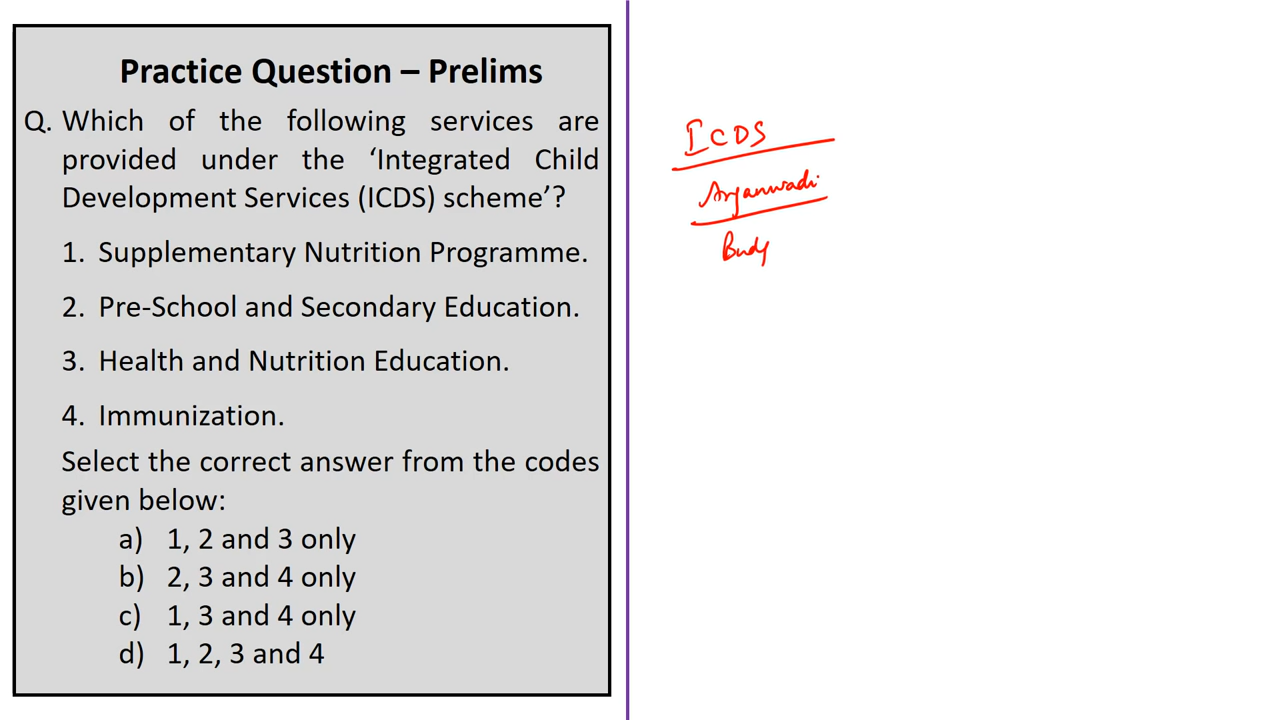 Practice Question – Prelims
Q. Which of the following services are
provided under the ‘Integrated Child
Development Services (ICDS) scheme’?
1. Supplementary Nutrition Programme.
2. Pre-School and Secondary Education.
3. Health and Nutrition Education.
4. Immunization.
Select the correct answer from the codes
given below:
a) 1, 2 and 3 only
b) 2, 3 and 4 only
c) 1, 3 and 4 only
d) 1, 2, 3 and 4
ICDS